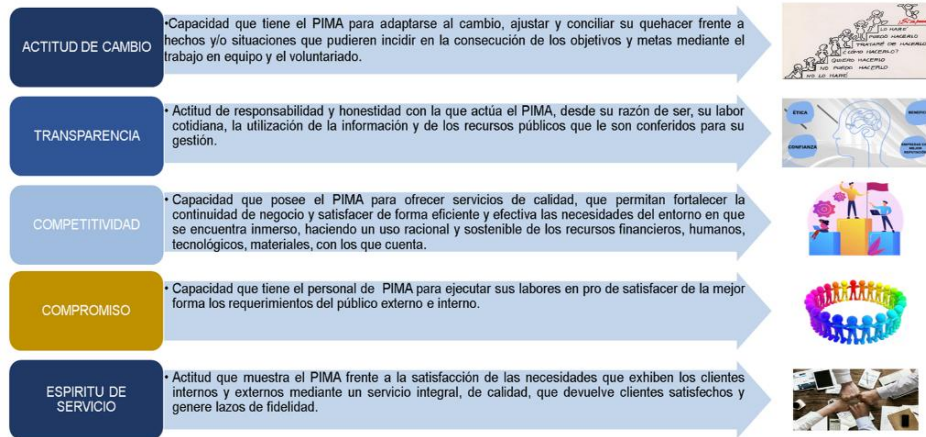 ACTITUD DE CAMBIO
•Capacidad que tiene el PIMA para adaptarse al cambio, ajustar y conciliar su quehacer frente a
hechos y/o situaciones que pudieren incidir en la consecución de los objetivos y metas mediante el
trabajo en equipo y el voluntariado.
LO HARÉ
PUEDO HACERLO
TRATARÉ DE HACERLO
¿CÓMO HACERLO?
QUIERO HACERLO
NO PUEDO HACERLO
NO LO HARÉ
TRANSPARENCIA
• Actitud de responsabilidad y honestidad con la que actúa el PIMA, desde su razón de ser, su labor
cotidiana, la utilización de la información y de los recursos públicos que le son conferidos para su
gestión.
ÉTICA
CONFIANZA
COMPETITIVIDAD
• Capacidad que posee el PIMA para ofrecer servicios de calidad, que permitan fortalecer la
continuidad de negocio y satisfacer de forma eficiente y efectiva las necesidades del entorno en que
se encuentra inmerso, haciendo un uso racional y sostenible de los recursos financieros, humanos,
tecnológicos, materiales, con los que cuenta.
COMPROMISO
• Capacidad que tiene el personal de PIMA para ejecutar sus labores en pro de satisfacer de la mejor
forma los requerimientos del público externo e interno.
ESPIRITU DE
SERVICIO
• Actitud que muestra el PIMA frente a la satisfacción de las necesidades que exhiben los clientes
internos y externos mediante un servicio integral, de calidad, que devuelve clientes satisfechos y
genere lazos de fidelidad.